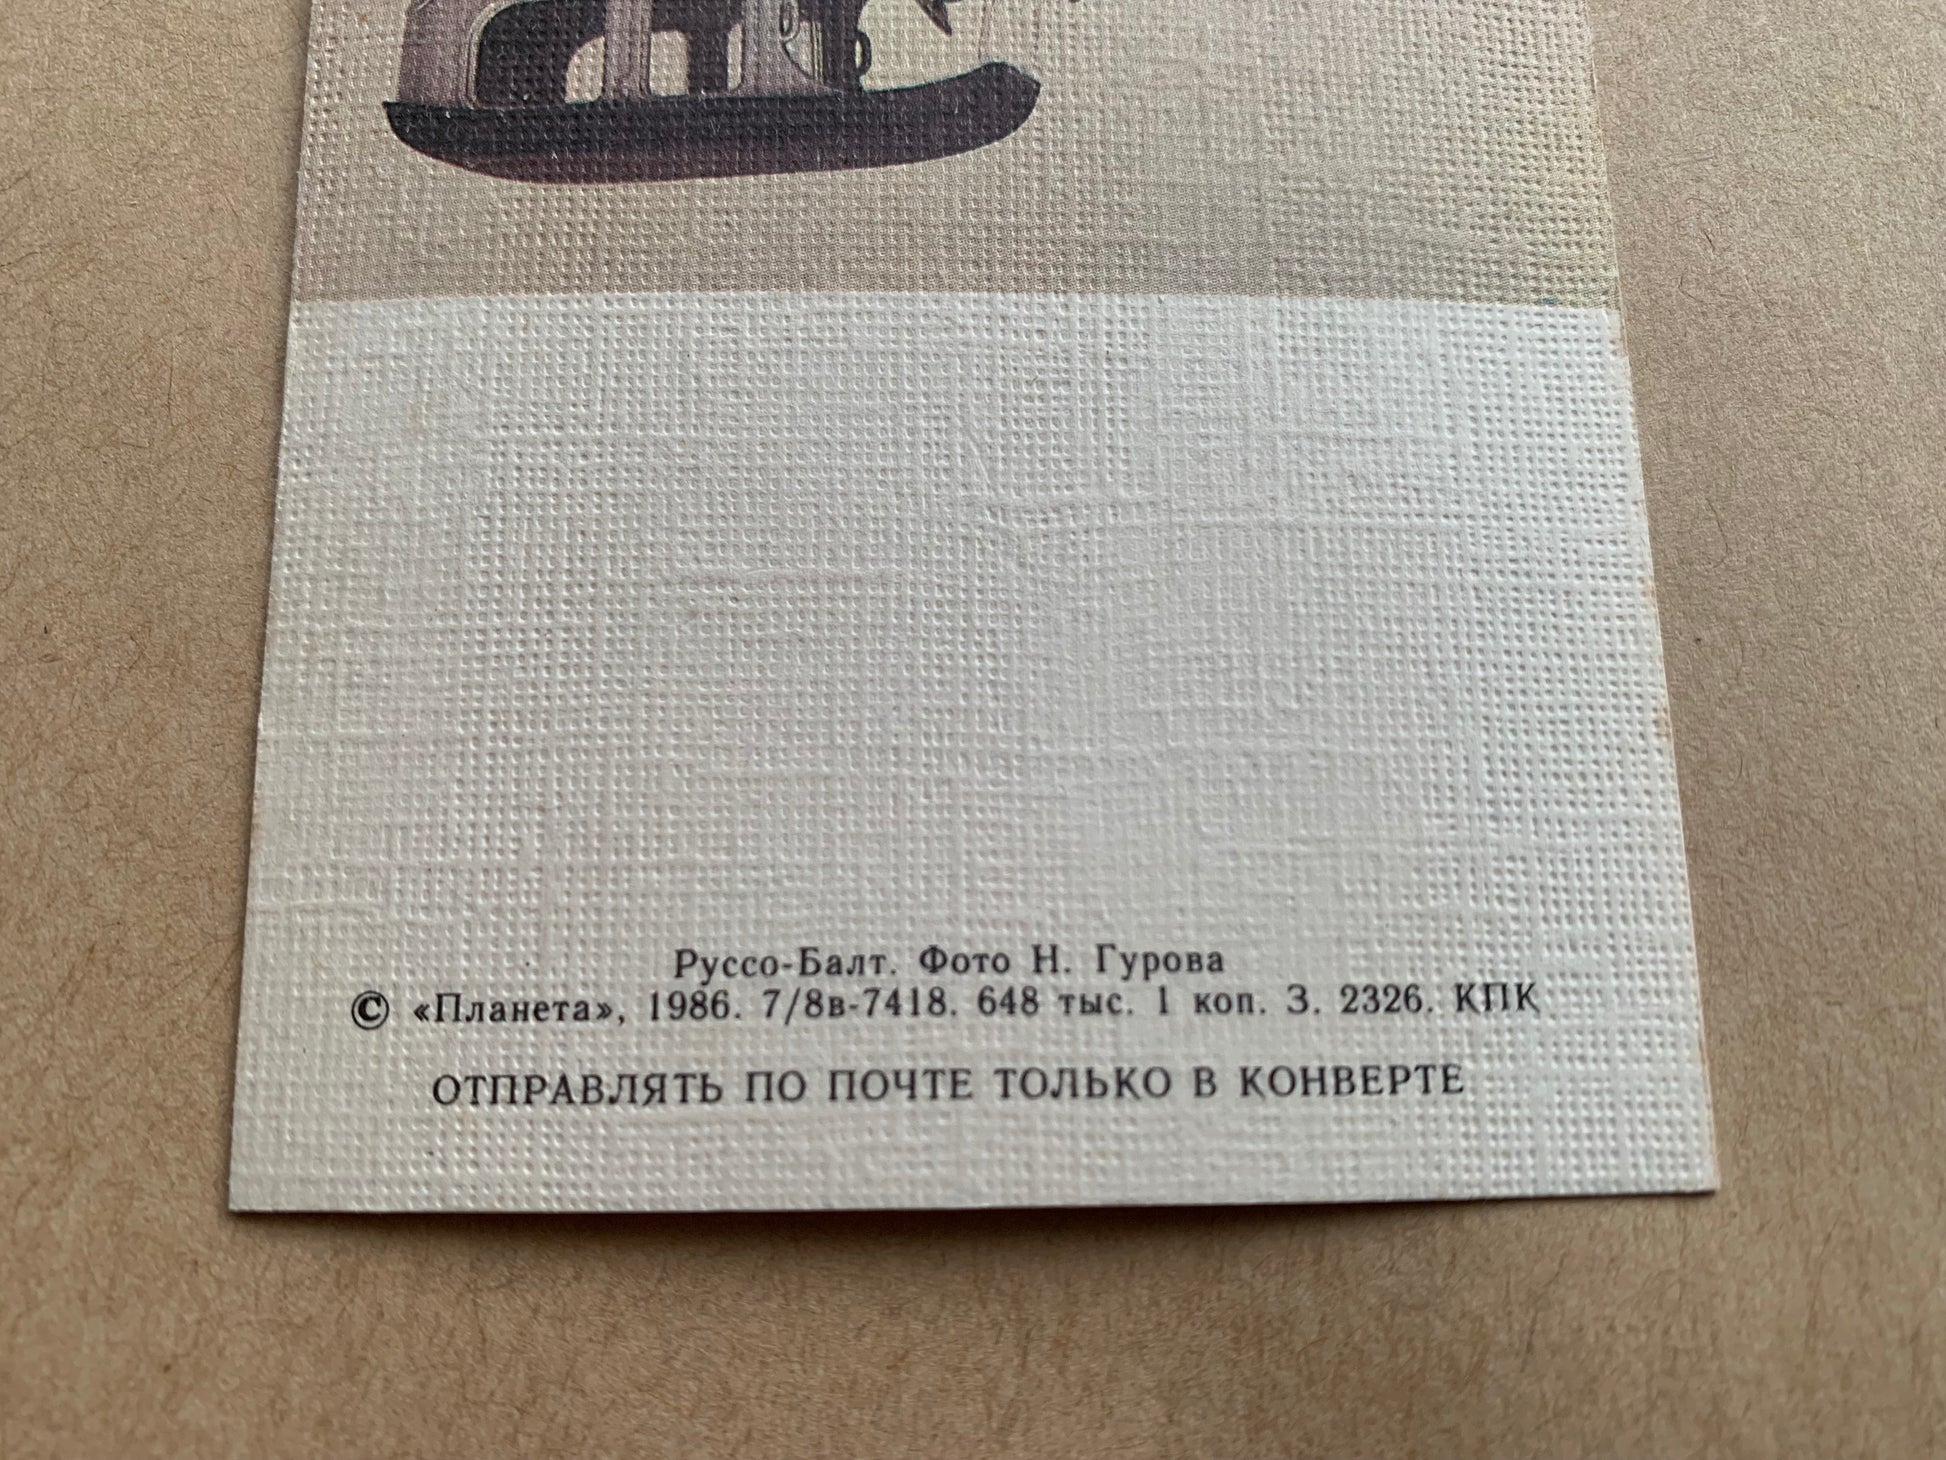 Руссо-Балт. Фото Н. Гурова
© «Планета», 1986. 7/8в-7418. 648 тыс. 1 коп. З. 2326. КПК
ОТПРАВЛЯТЬ ПО ПОЧТЕ ТОЛЬКО В КОНВЕРТЕ